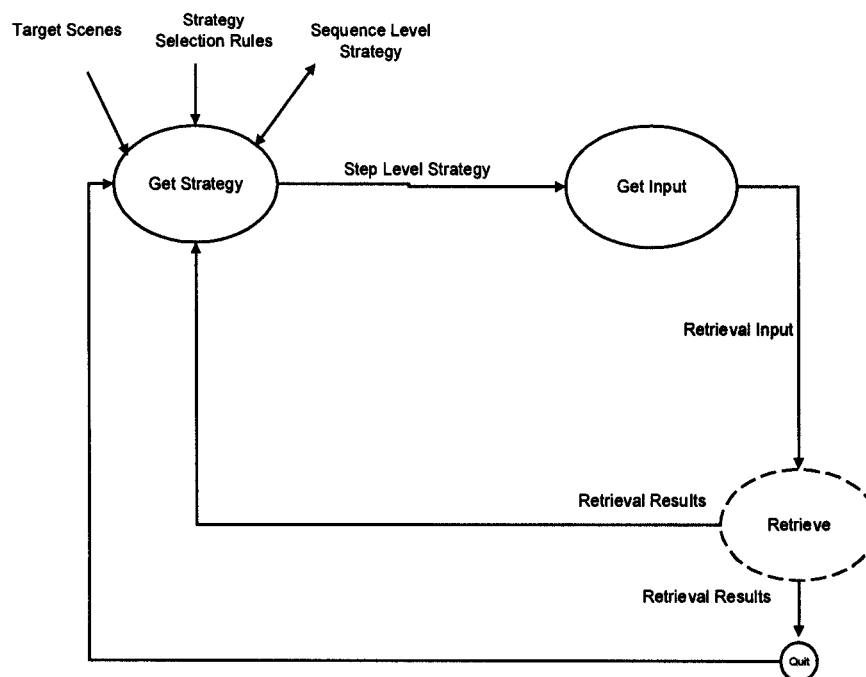 Target Scenes
Strategy
Selection Rules
Sequence Level
Strategy
Get Strategy
Step Level Strategy
Get Input
Retrieval Input
Retrieval Results
Retrieve
Retrieval Results
Quit